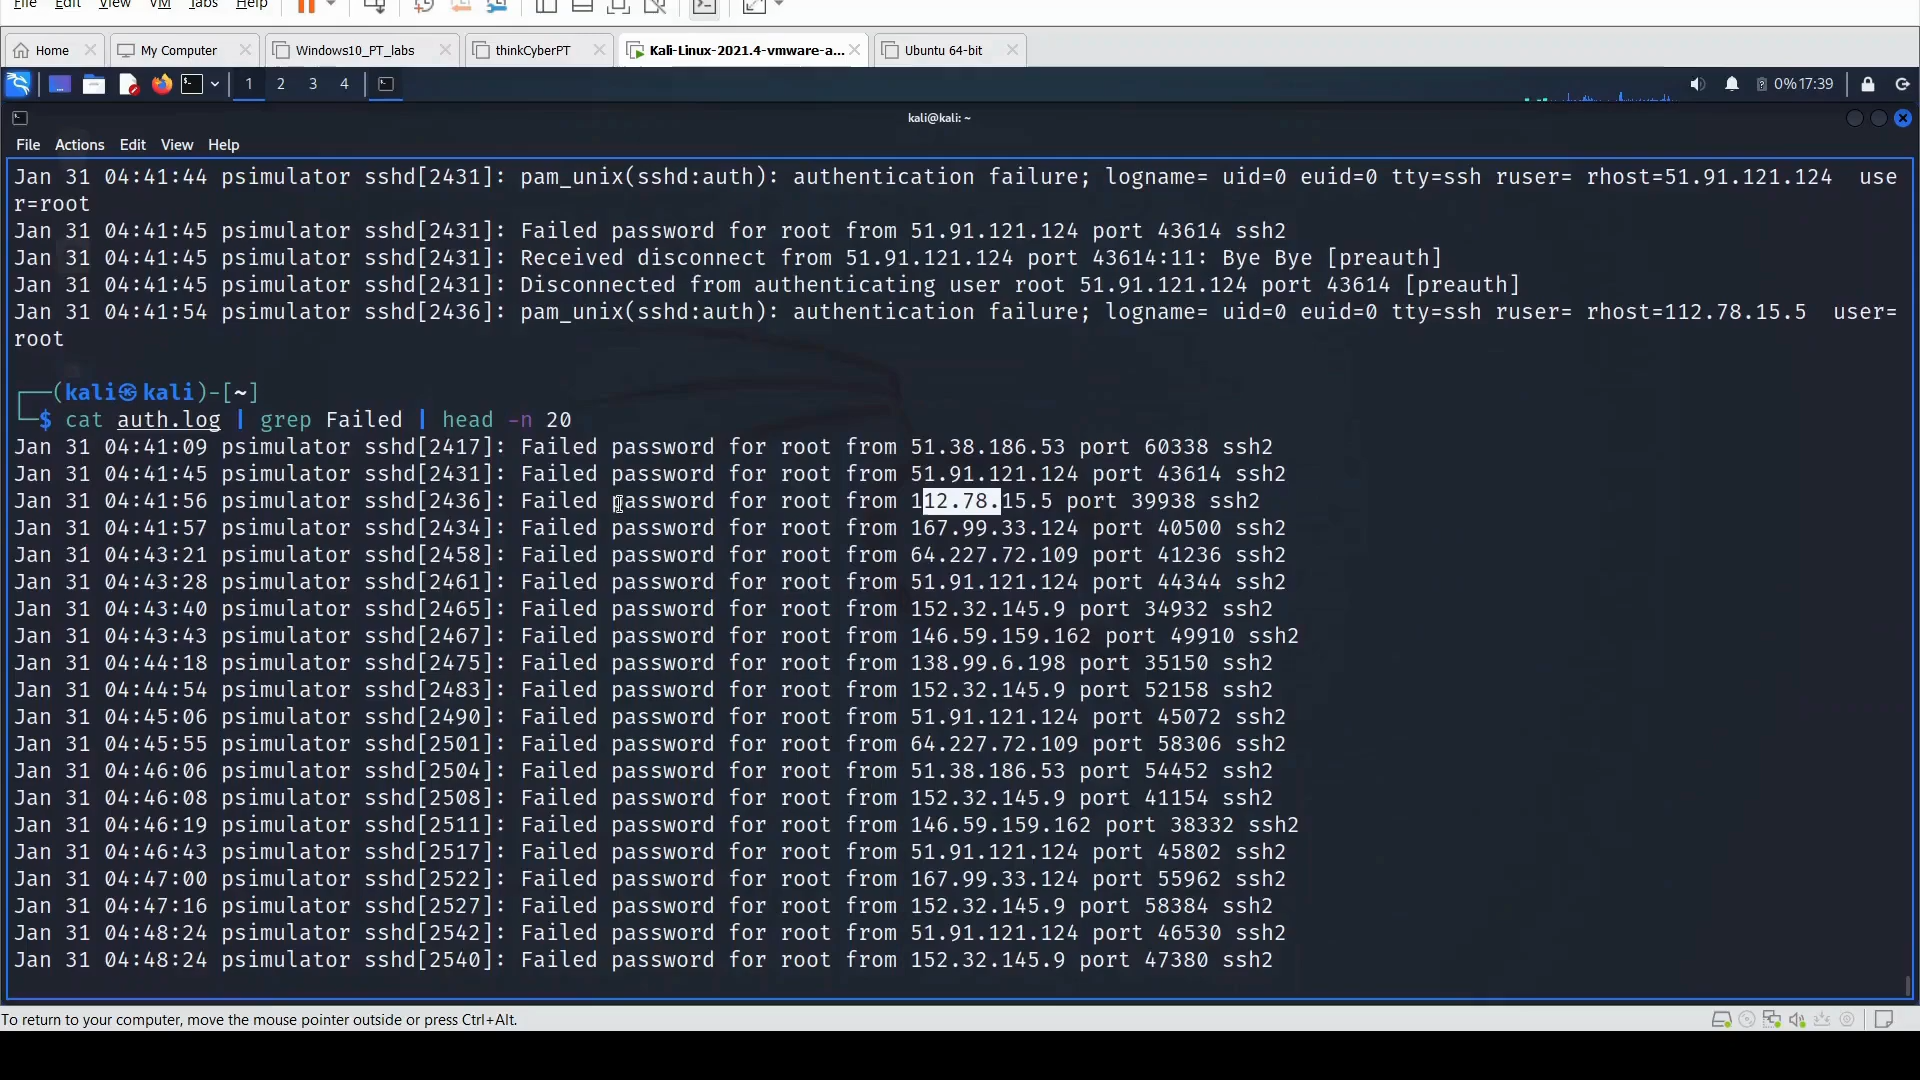 File Edit View VM Tabs Help
Home My Computer Windows10_PT_labs thinkCyberPT Kali-Linux-2021.4-vmware-a... Ubuntu 64-bit
1 2 3 4 0% 17:39
kali@kali: ~
File Actions Edit View Help
Jan 31 04:41:44 psimulator sshd[2431]: pam_unix(sshd:auth): authentication failure; logname= uid=0 euid=0 tty=ssh ruser= rhost=51.91.121.124  use
r=root
Jan 31 04:41:45 psimulator sshd[2431]: Failed password for root from 51.91.121.124 port 43614 ssh2
Jan 31 04:41:45 psimulator sshd[2431]: Received disconnect from 51.91.121.124 port 43614:11: Bye Bye [preauth]
Jan 31 04:41:45 psimulator sshd[2431]: Disconnected from authenticating user root 51.91.121.124 port 43614 [preauth]
Jan 31 04:41:54 psimulator sshd[2436]: pam_unix(sshd:auth): authentication failure; logname= uid=0 euid=0 tty=ssh ruser= rhost=112.78.15.5  user=
root
(kali㉿kali)-[~]
$ cat auth.log | grep Failed | head -n 20
Jan 31 04:41:09 psimulator sshd[2417]: Failed password for root from 51.38.186.53 port 60338 ssh2
Jan 31 04:41:45 psimulator sshd[2431]: Failed password for root from 51.91.121.124 port 43614 ssh2
Jan 31 04:41:56 psimulator sshd[2436]: Failed password for root from 112.78.15.5 port 39938 ssh2
Jan 31 04:41:57 psimulator sshd[2434]: Failed password for root from 167.99.33.124 port 40500 ssh2
Jan 31 04:43:21 psimulator sshd[2458]: Failed password for root from 64.227.72.109 port 41236 ssh2
Jan 31 04:43:28 psimulator sshd[2461]: Failed password for root from 51.91.121.124 port 44344 ssh2
Jan 31 04:43:40 psimulator sshd[2465]: Failed password for root from 152.32.145.9 port 34932 ssh2
Jan 31 04:43:43 psimulator sshd[2467]: Failed password for root from 146.59.159.162 port 49910 ssh2
Jan 31 04:44:18 psimulator sshd[2475]: Failed password for root from 138.99.6.198 port 35150 ssh2
Jan 31 04:44:54 psimulator sshd[2483]: Failed password for root from 152.32.145.9 port 52158 ssh2
Jan 31 04:45:06 psimulator sshd[2490]: Failed password for root from 51.91.121.124 port 45072 ssh2
Jan 31 04:45:55 psimulator sshd[2501]: Failed password for root from 64.227.72.109 port 58306 ssh2
Jan 31 04:46:06 psimulator sshd[2504]: Failed password for root from 51.38.186.53 port 54452 ssh2
Jan 31 04:46:08 psimulator sshd[2508]: Failed password for root from 152.32.145.9 port 41154 ssh2
Jan 31 04:46:19 psimulator sshd[2511]: Failed password for root from 146.59.159.162 port 38332 ssh2
Jan 31 04:46:43 psimulator sshd[2517]: Failed password for root from 51.91.121.124 port 45802 ssh2
Jan 31 04:47:00 psimulator sshd[2522]: Failed password for root from 167.99.33.124 port 55962 ssh2
Jan 31 04:47:16 psimulator sshd[2527]: Failed password for root from 152.32.145.9 port 58384 ssh2
Jan 31 04:48:24 psimulator sshd[2542]: Failed password for root from 51.91.121.124 port 46530 ssh2
Jan 31 04:48:24 psimulator sshd[2540]: Failed password for root from 152.32.145.9 port 47380 ssh2
To return to your computer, move the mouse pointer outside or press Ctrl+Alt.